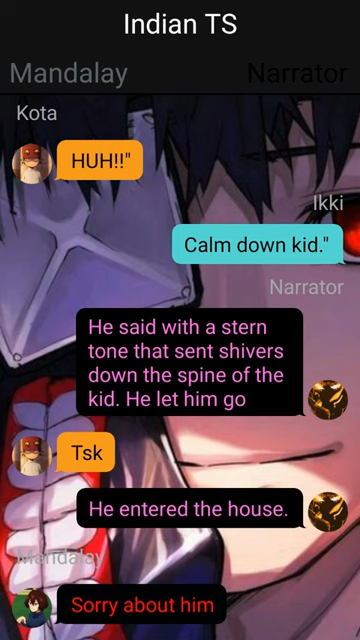 Indian TS
Mandalay
Narrator
Kota
HUH!!"
Ikki
Calm down kid."
Narrator
He said with a stern
tone that sent shivers
down the spine of the
kid. He let him go
Tsk
He entered the house.
Mandalay
Sorry about him